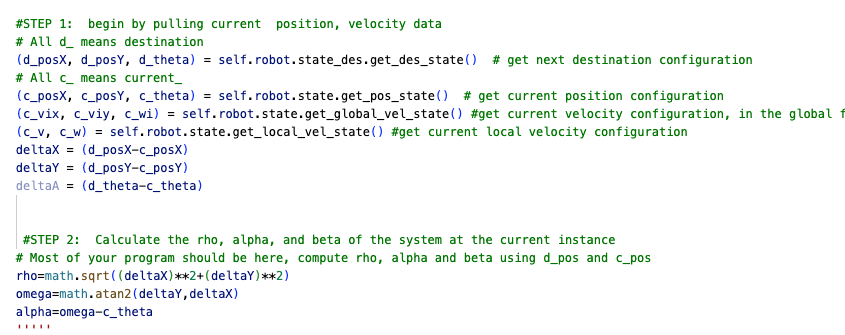 #STEP 1:  begin by pulling current  position, velocity data
# All d_ means destination
(d_posX, d_posY, d_theta) = self.robot.state_des.get_des_state()  # get next destination configuration
# All c_ means current_
(c_posX, c_posY, c_theta) = self.robot.state.get_pos_state()  # get current position configuration
(c_vix, c_viy, c_wi) = self.robot.state.get_global_vel_state() #get current velocity configuration, in the global f
(c_v, c_w) = self.robot.state.get_local_vel_state() #get current local velocity configuration
deltaX = (d_posX-c_posX)
deltaY = (d_posY-c_posY)
deltaA = (d_theta-c_theta)
#STEP 2:  Calculate the rho, alpha, and beta of the system at the current instance
# Most of your program should be here, compute rho, alpha and beta using d_pos and c_pos
rho=math.sqrt((deltaX)**2+(deltaY)**2)
omega=math.atan2(deltaY,deltaX)
alpha=omega-c_theta
'''''